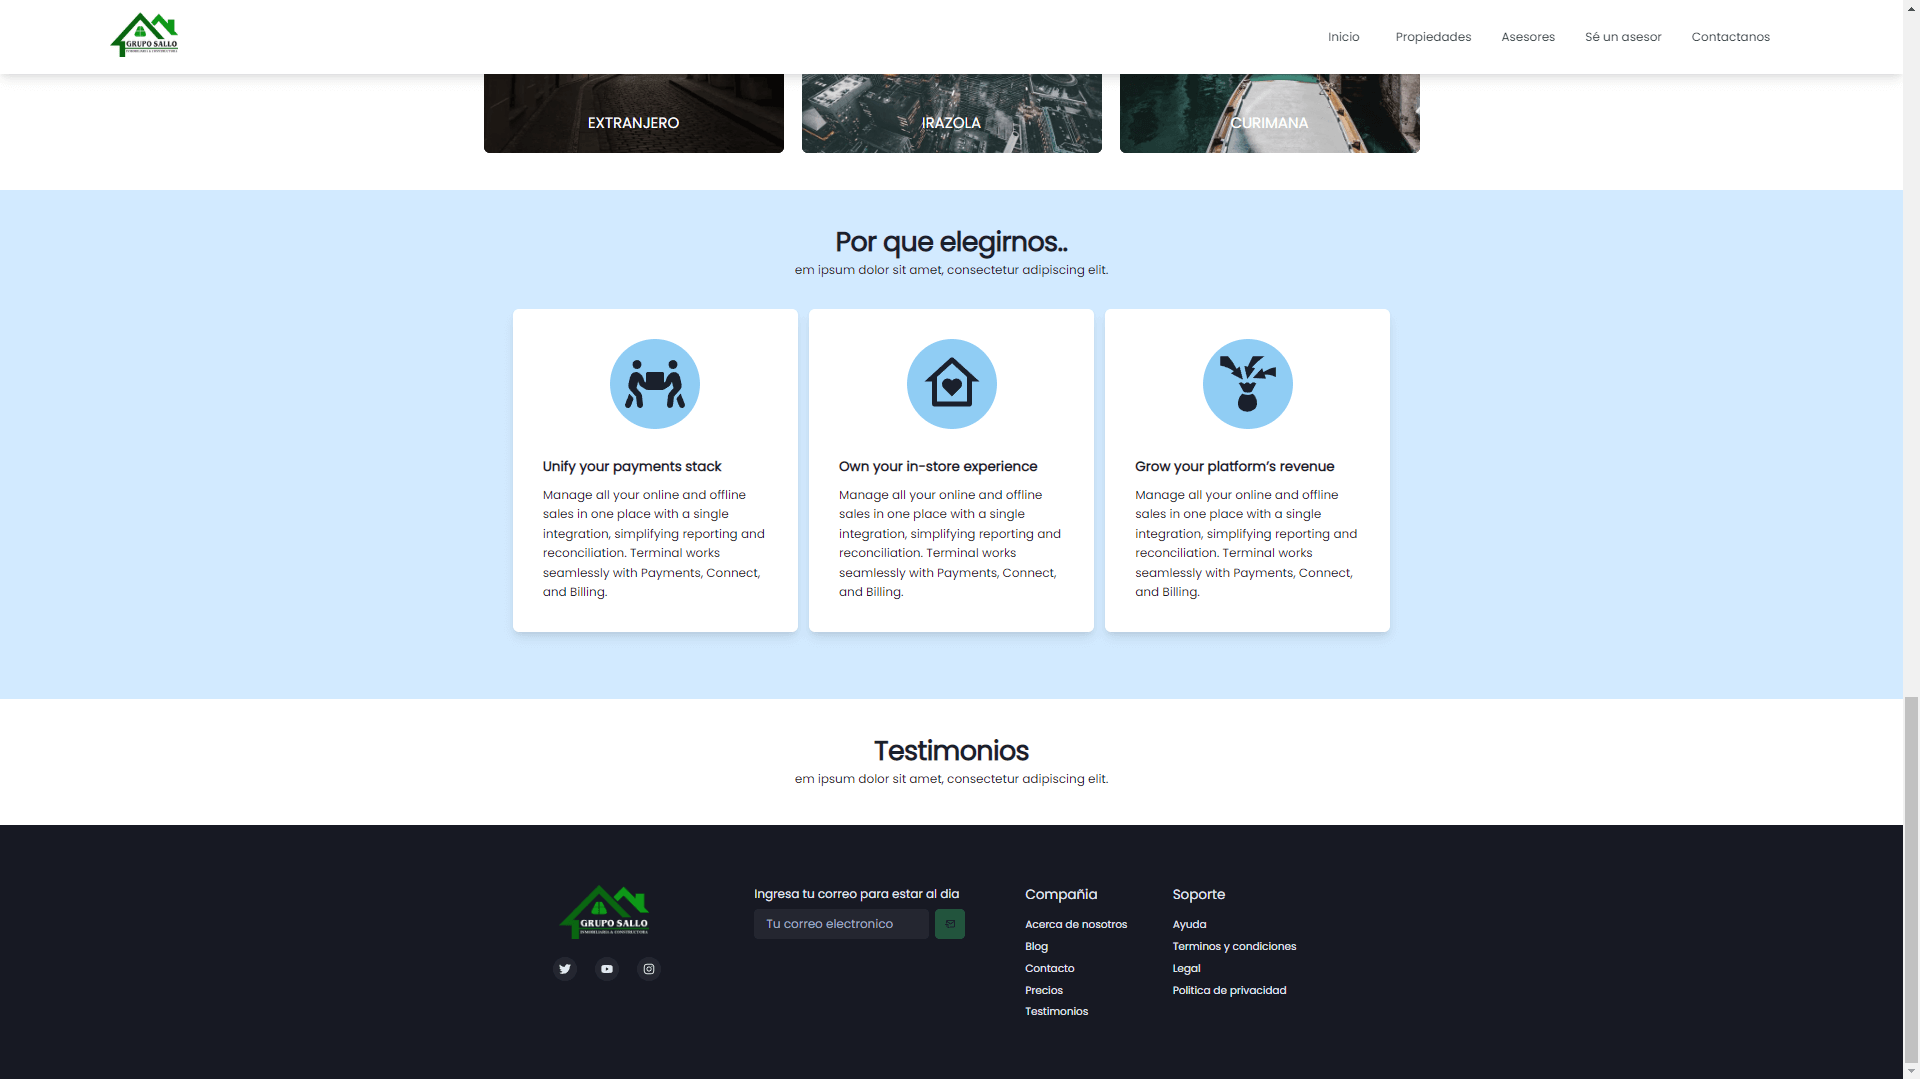 GRUPO SALLO
Inicio
Propiedades
Asesores
Sé un asesor
Contactanos
EXTRANJERO
IRAZOLA
CURIMANA
Por que elegirnos..
em ipsum dolor sit amet, consectetur adipiscing elit.
Unify your payments stack
Manage all your online and offline
sales in one place with a single
integration, simplifying reporting and
reconciliation. Terminal works
seamlessly with Payments, Connect,
and Billing.
Own your in-store experience
Manage all your online and offline
sales in one place with a single
integration, simplifying reporting and
reconciliation. Terminal works
seamlessly with Payments, Connect,
and Billing.
Grow your platform’s revenue
Manage all your online and offline
sales in one place with a single
integration, simplifying reporting and
reconciliation. Terminal works
seamlessly with Payments, Connect,
and Billing.
Testimonios
em ipsum dolor sit amet, consectetur adipiscing elit.
GRUPO SALLO
INMOBILIARIA & CONSTRUCTORA
Ingresa tu correo para estar al dia
Tu correo electronico
Compañia
Acerca de nosotros
Blog
Contacto
Precios
Testimonios
Soporte
Ayuda
Terminos y condiciones
Legal
Politica de privacidad